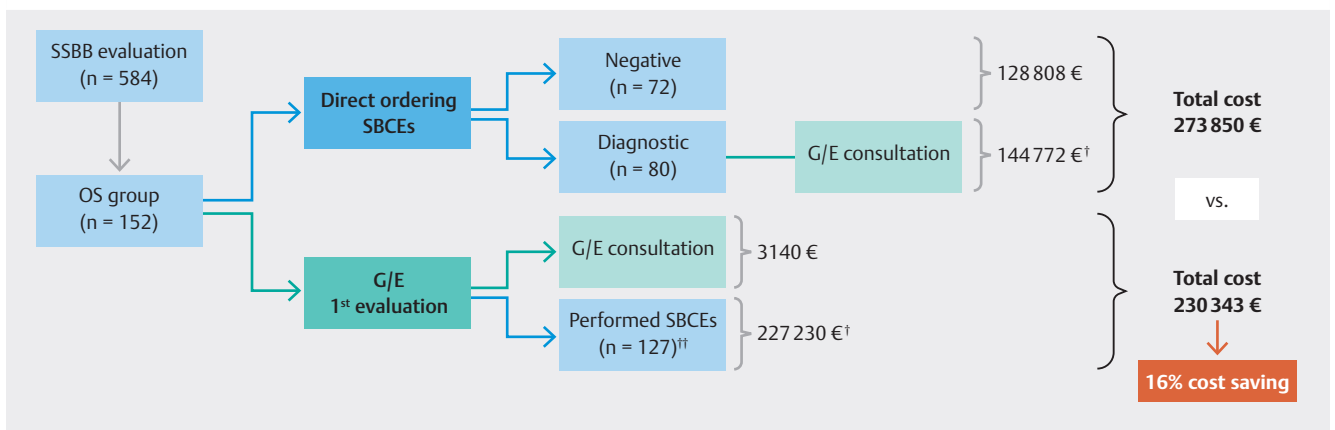 SSBB evaluation
(n = 584)
OS group
(n = 152)
Direct ordering
SBCEs
G/E
1st evaluation
Negative
(n = 72)
Diagnostic
(n = 80)
G/E consultation
128 808 €
144 772 €†
G/E consultation
3140 €
Performed SBCEs
(n = 127)††
227 230 €†
Total cost
273 850 €
vs.
Total cost
230 343 €
16% cost saving